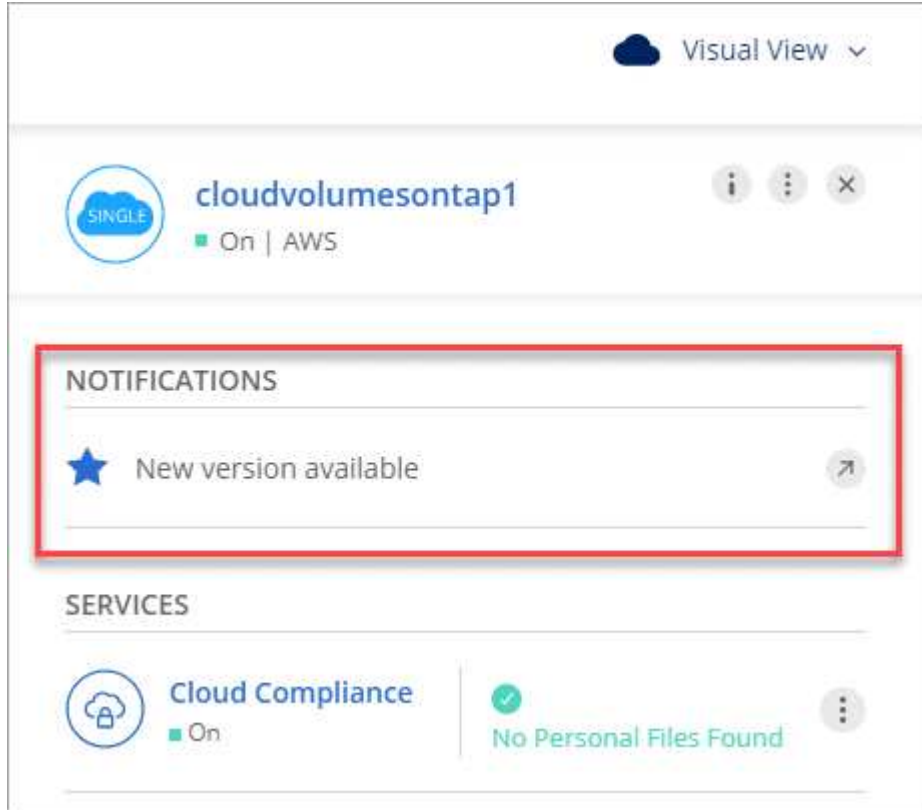 Visual View
SINGLE
cloudvolumesontap1
On | AWS
NOTIFICATIONS
New version available
SERVICES
Cloud Compliance
On
No Personal Files Found